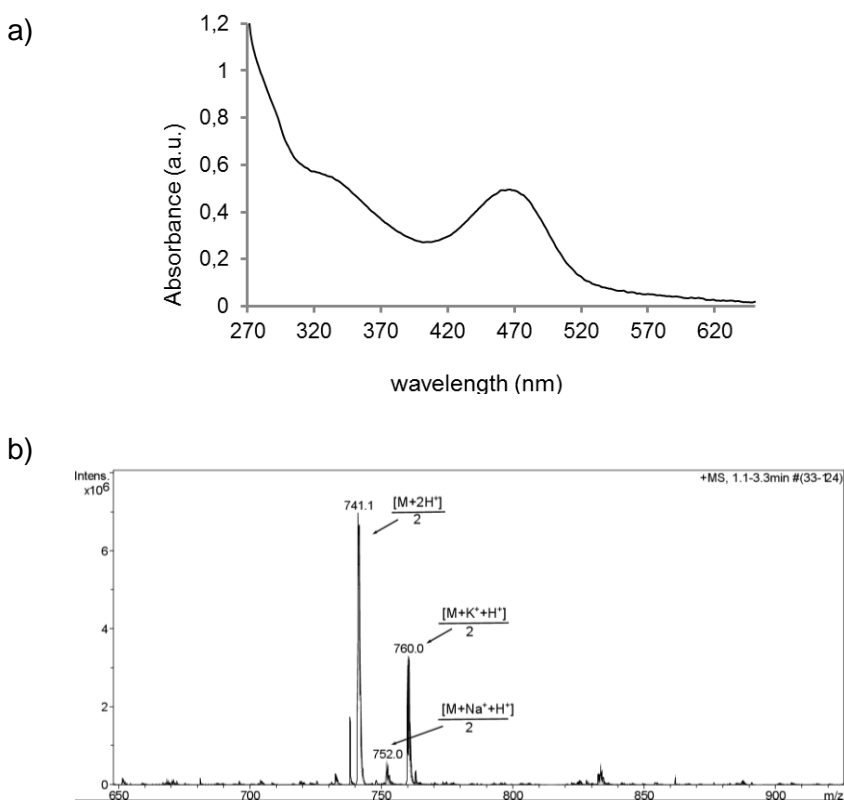 a)
1,2
1
0,8
0,6
0,4
0,2
0
Absorbance (a.u.)
270 320 370 420 470 520 570 620
wavelength (nm)
b)
Intens.
x10⁶
+MS, 1.1-3.3min #(33-124)
741.1
[M+2H⁺]
2
6
4
[M+K⁺+H⁺]
2
760.0
[M+Na⁺+H⁺]
2
2
752.0
0
650 700 750 800 850 900 m/z